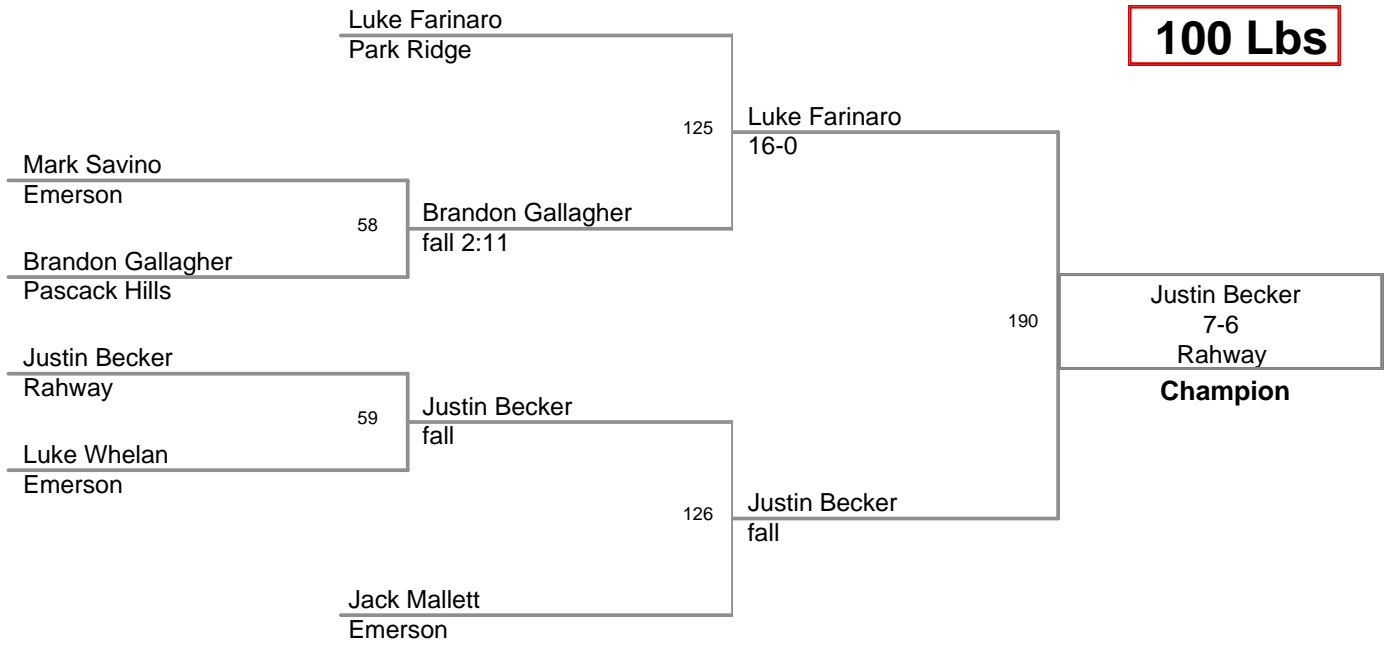 Luke Farinaro
Park Ridge
100 Lbs
125
Luke Farinaro
16-0
Mark Savino
Emerson
58
Brandon Gallagher
fall 2:11
Brandon Gallagher
Pascack Hills
190
Justin Becker
7-6
Rahway
Champion
Justin Becker
Rahway
59
Justin Becker
fall
Luke Whelan
Emerson
126
Justin Becker
fall
Jack Mallett
Emerson